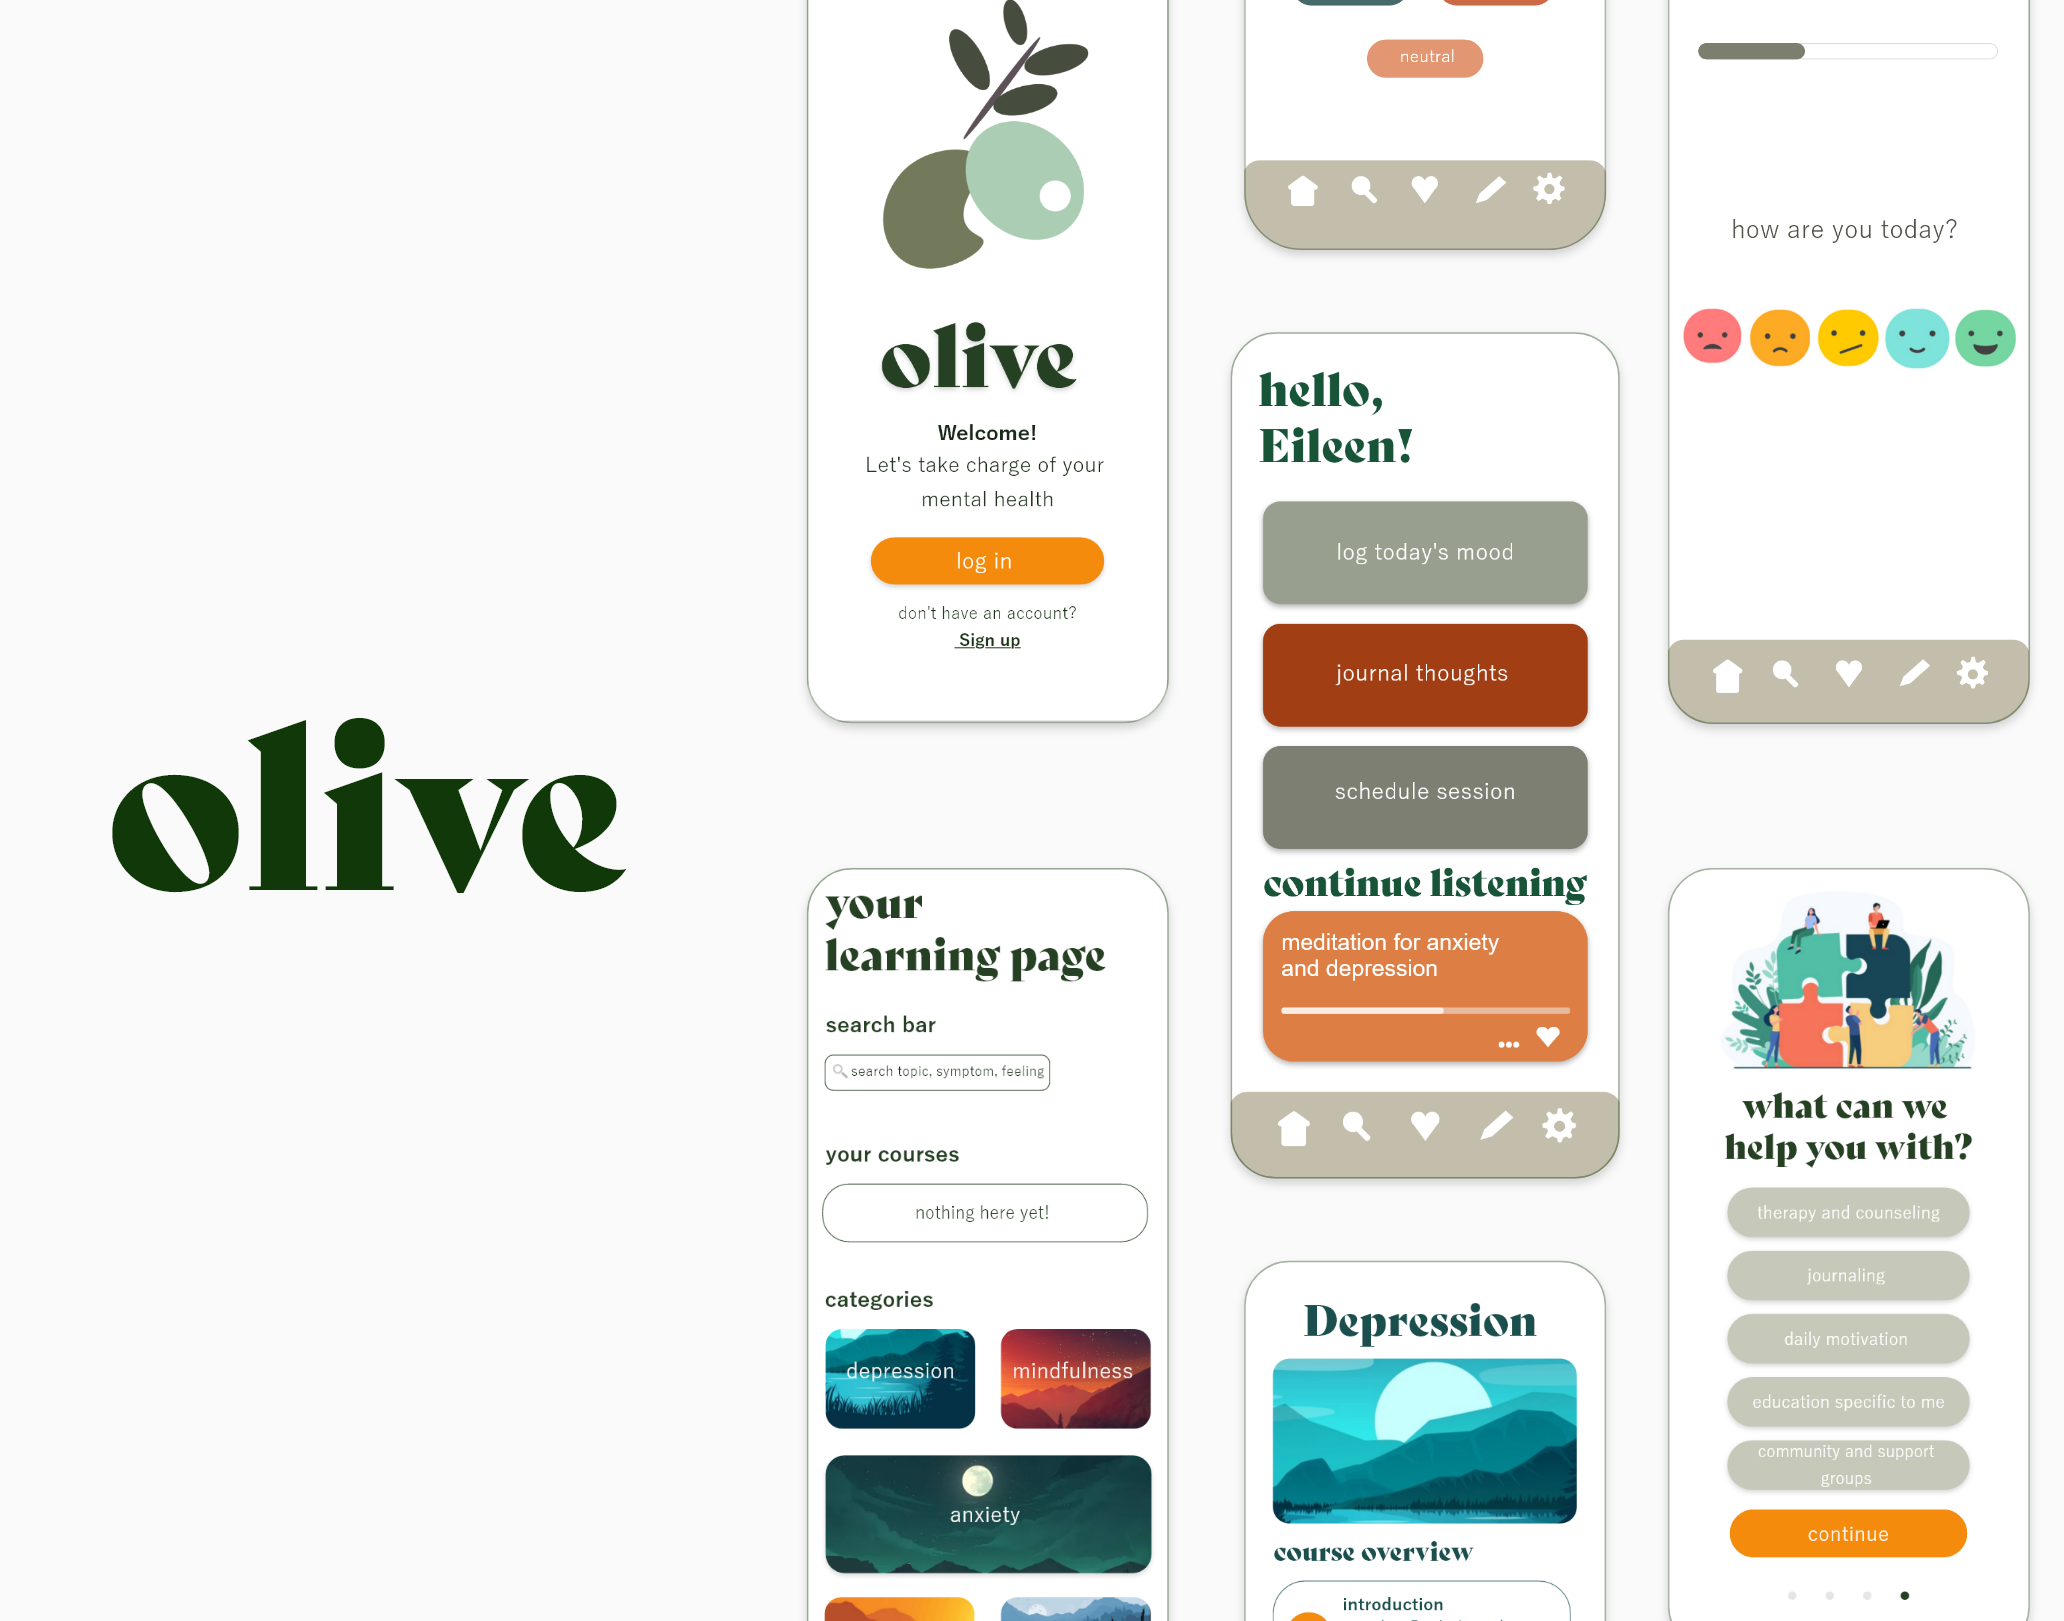 olive
olive
Welcome!
Let's take charge of your
mental health
log in
don't have an account?
Sign up
your
learning page
search bar
search topic, symptom, feeling
your courses
nothing here yet!
categories
depression
mindfulness
anxiety
neutral
hello,
Eileen!
log today's mood
journal thoughts
schedule session
continue listening
meditation for anxiety
and depression
Depression
course overview
introduction
how are you today?
what can we
help you with?
therapy and counseling
journaling
daily motivation
education specific to me
community and support
groups
continue